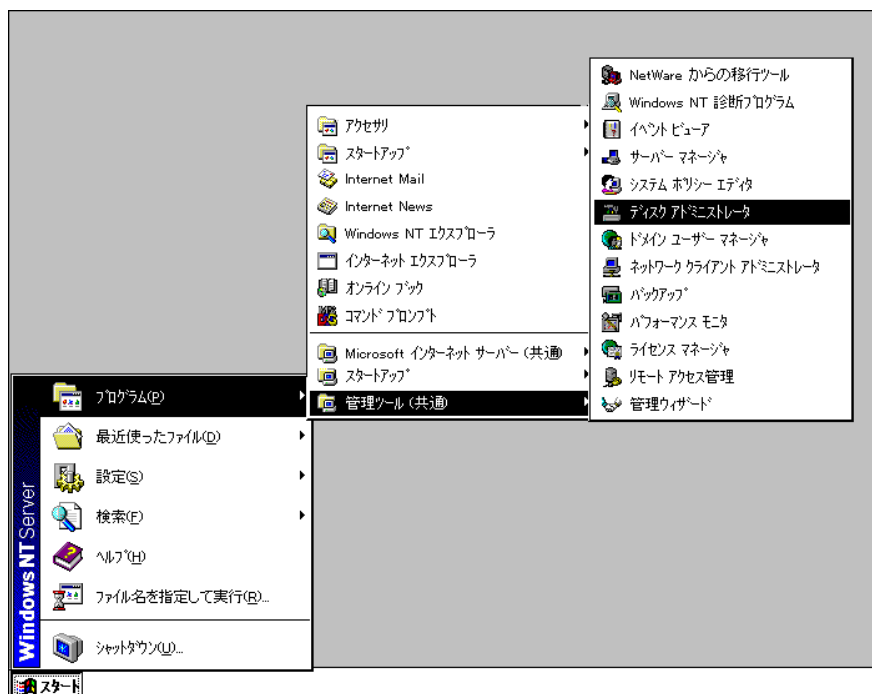 NetWare からの移行ツール
Windows NT 診断プログラム
イベント ビューア
サーバー マネージャ
システム ポリシー エディタ
ディスク アドミニストレータ
ドメイン ユーザー マネージャ
ネットワーク クライアント アドミニストレータ
バックアップ
パフォーマンス モニタ
ライセンス マネージャ
リモート アクセス管理
管理ウィザード
アクセサリ
スタートアップ
Internet Mail
Internet News
Windows NT エクスプローラ
インターネット エクスプローラ
オンライン ブック
コマンド プロンプト
Microsoft インターネット サーバー (共通)
スタートアップ
管理ツール (共通)
プログラム(P)
最近使ったファイル(D)
設定(S)
検索(F)
ヘルプ(H)
ファイル名を指定して実行(R)...
シャットダウン(U)...
Windows NT Server
スタート